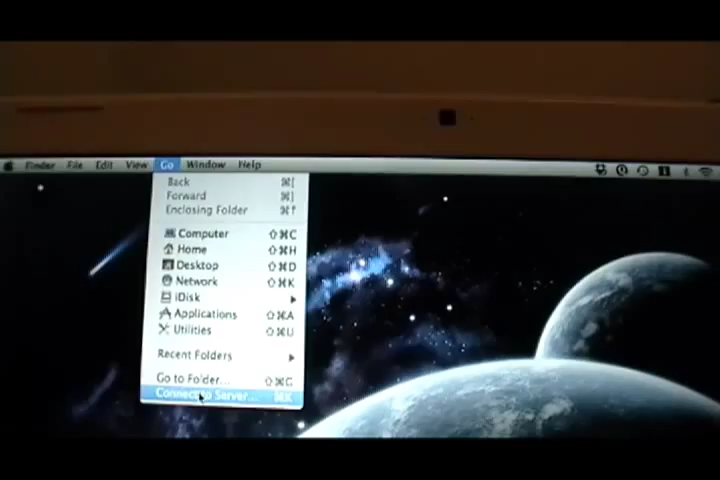 Finder File Edit View Go Window Help
Back ⌘[
Forward ⌘]
Enclosing Folder ⌘↑
Computer ⇧⌘C
Home ⇧⌘H
Desktop ⇧⌘D
Network ⇧⌘K
iDisk
Applications ⇧⌘A
Utilities ⇧⌘U
Recent Folders
Go to Folder... ⇧⌘G
Connect to Server... ⌘K